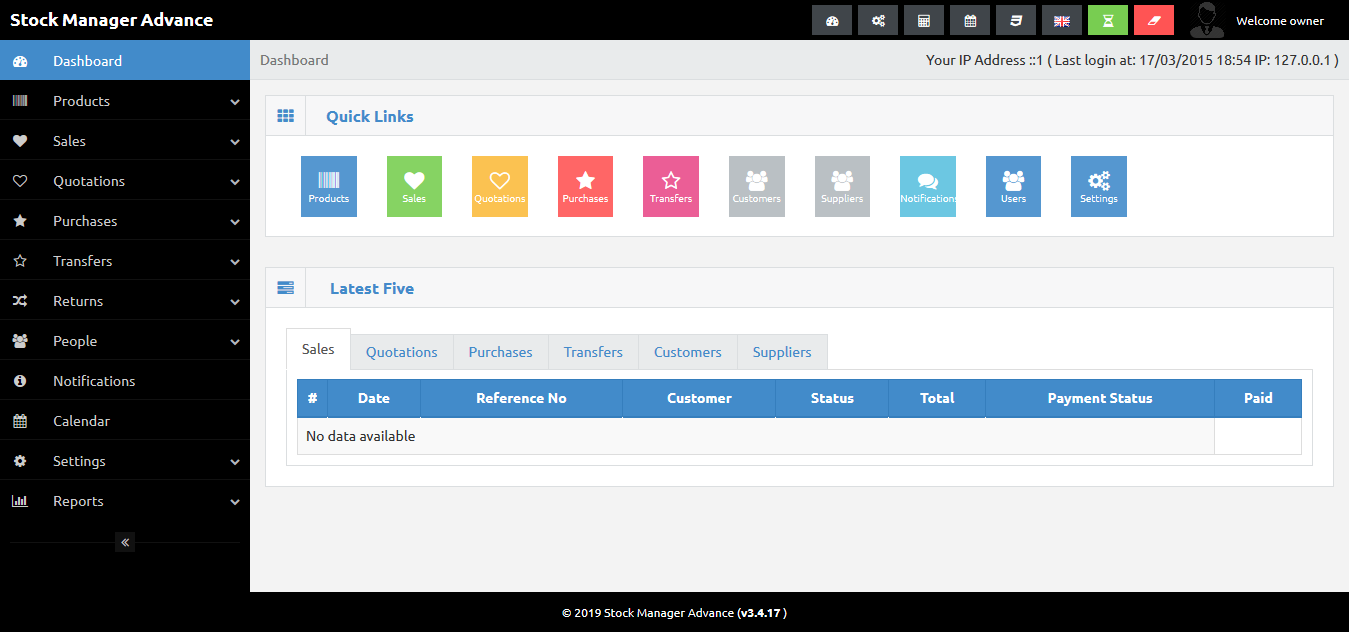 Stock Manager Advance
Welcome owner
Dashboard
Products
Sales
Quotations
Purchases
Transfers
Returns
People
Notifications
Calendar
Settings
Reports
Dashboard
Your IP Address ::1 ( Last login at: 17/03/2015 18:54 IP: 127.0.0.1 )
Quick Links
Products Sales Quotations Purchases Transfers Customers Suppliers Notifications Users Settings
Latest Five
Sales Quotations Purchases Transfers Customers Suppliers
# Date Reference No Customer Status Total Payment Status Paid
No data available
© 2019 Stock Manager Advance (v3.4.17 )